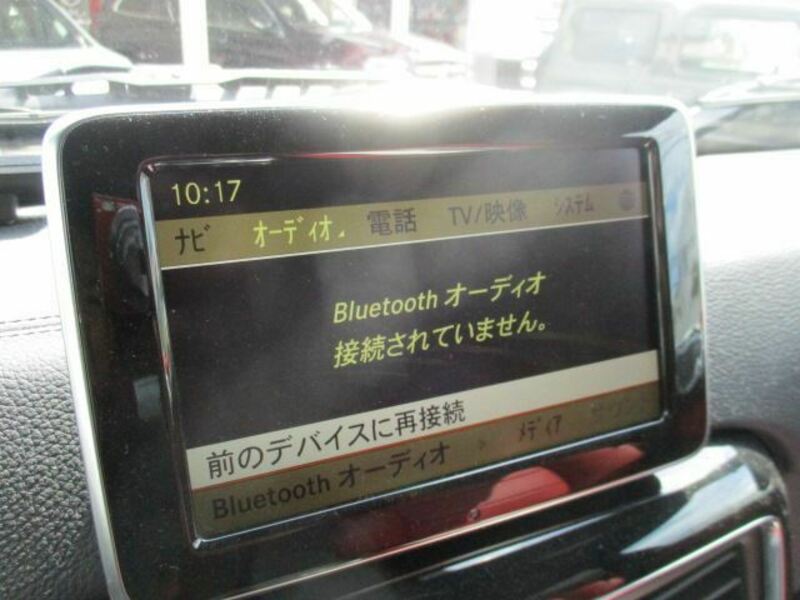 10:17
ナビ オーディオ 電話 TV/映像 システム
Bluetooth オーディオ
接続されていません。
前のデバイスに再接続
Bluetooth オーディオ メディア